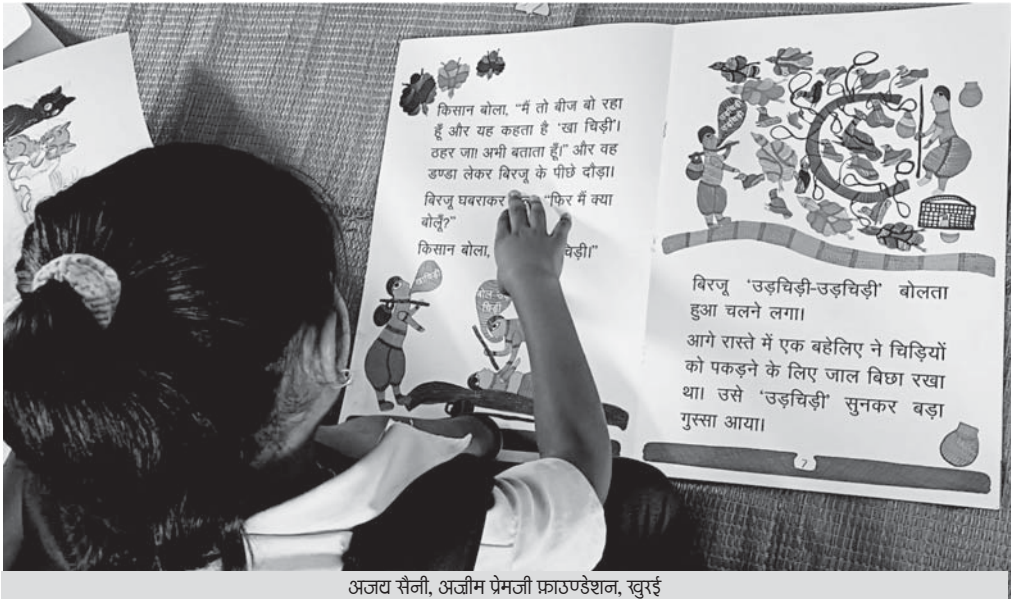 किसान बोला, “मैं तो बीज बो रहा
हूँ और यह कहता है ‘खा चिड़ी’।
ठहर जा! अभी बताता हूँ।” और वह
डण्डा लेकर बिरजू के पीछे दौड़ा।
बिरजू घबराकर “फिर मैं क्या
बोलूँ?”
किसान बोला, चिड़ी।”
बिरजू ‘उड़चिड़ी-उड़चिड़ी’ बोलता
हुआ चलने लगा।
आगे रास्ते में एक बहेलिए ने चिड़ियों
को पकड़ने के लिए जाल बिछा रखा
था। उसे ‘उड़चिड़ी’ सुनकर बड़ा
गुस्सा आया।
7
अजय सैनी, अज़ीम प्रेमजी फ़ाउण्डेशन, खुरई